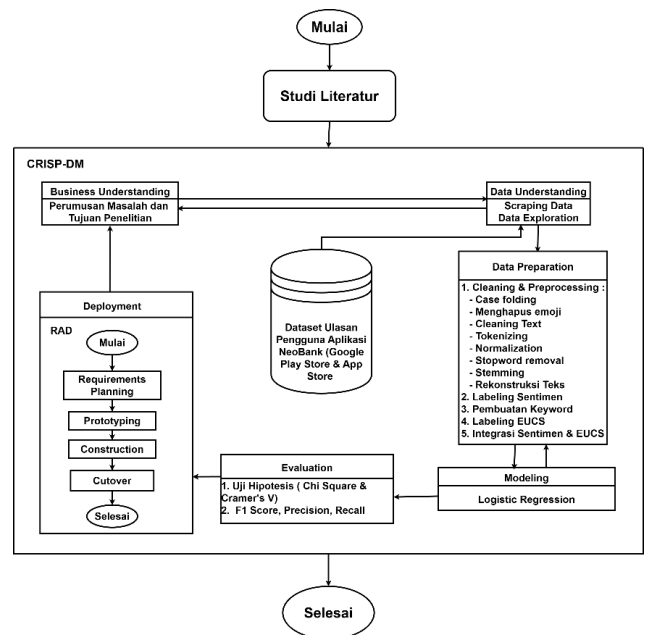 Mulai
Studi Literatur
CRISP-DM
Business Understanding
Perumusan Masalah dan
Tujuan Penelitian
Data Understanding
Scraping Data
Data Exploration
Dataset Ulasan
Pengguna Aplikasi
NeoBank (Google
Play Store & App
Store
Data Preparation
1. Cleaning & Preprocessing :
- Case folding
- Menghapus emoji
- Cleaning Text
- Tokenizing
- Normalization
- Stopword removal
- Stemming
- Rekonstruksi Teks
2. Labeling Sentimen
3. Pembuatan Keyword
4. Labeling EUCS
5. Integrasi Sentimen & EUCS
Modeling
Logistic Regression
Evaluation
1. Uji Hipotesis ( Chi Square &
Cramer's V)
2. F1 Score, Precision, Recall
Deployment
RAD
Mulai
Requirements
Planning
Prototyping
Construction
Cutover
Selesai
Selesai